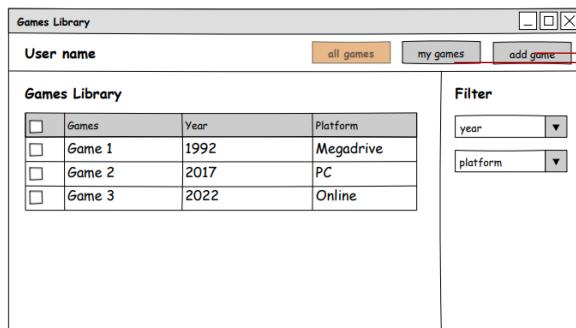 Games Library
User name all games my games add game
Games Library
Games Year Platform
Game 1 1992 Megadrive
Game 2 2017 PC
Game 3 2022 Online
Filter
year
platform